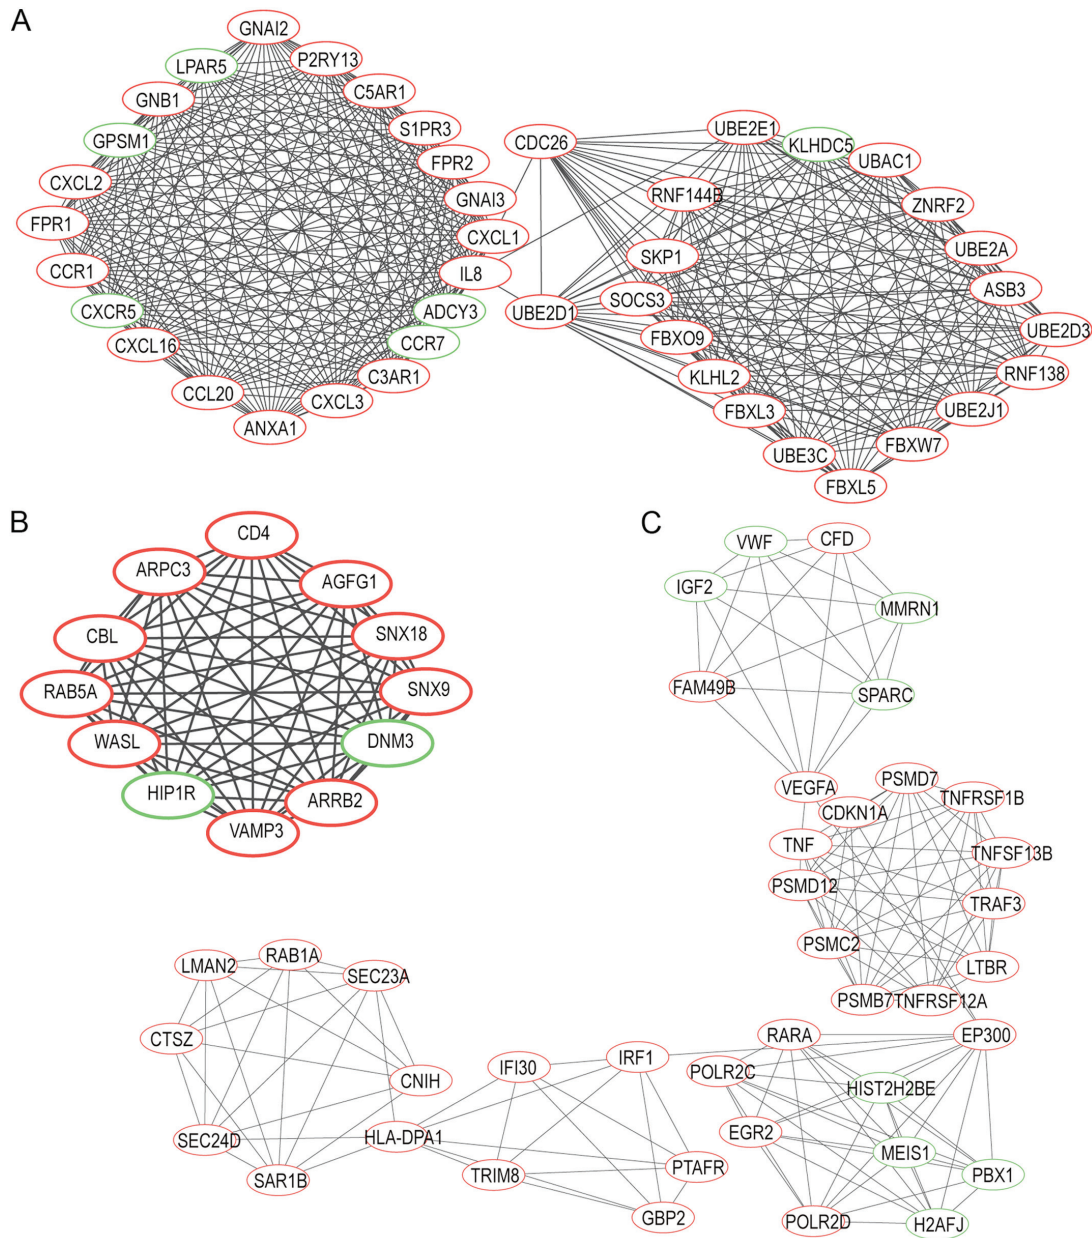 A
GNAI2
LPAR5
P2RY13
GNB1
C5AR1
GPSM1
S1PR3
FPR2
CXCL2
GNAI3
FPR1
CXCL1
CCR1
IL8
CXCR5
ADCY3
CXCL16
CCR7
CCL20
C3AR1
CXCL3
ANXA1
CDC26
UBE2E1
KLHDC5
UBAC1
RNF144B
ZNRF2
SKP1
UBE2A
SOCS3
ASB3
UBE2D1
FBXO9
UBE2D3
KLHL2
RNF138
FBXL3
UBE2J1
UBE3C
FBXW7
FBXL5
B
CD4
ARPC3
AGFG1
CBL
SNX18
RAB5A
SNX9
WASL
DNM3
HIP1R
ARRB2
VAMP3
C
VWF
CFD
IGF2
MMRN1
FAM49B
SPARC
VEGFA
PSMD7
CDKN1A
TNFRSF1B
TNF
TNFSF13B
PSMD12
TRAF3
PSMC2
LTBR
PSMB7
TNFRSF12A
LMAN2
RAB1A
SEC23A
CTSZ
CNIH
SEC24D
SAR1B
HLA-DPA1
IFI30
IRF1
TRIM8
PTAFR
GBP2
RARA
EP300
POLR2C
HIST2H2BE
EGR2
MEIS1
PBX1
POLR2D
H2AFJ